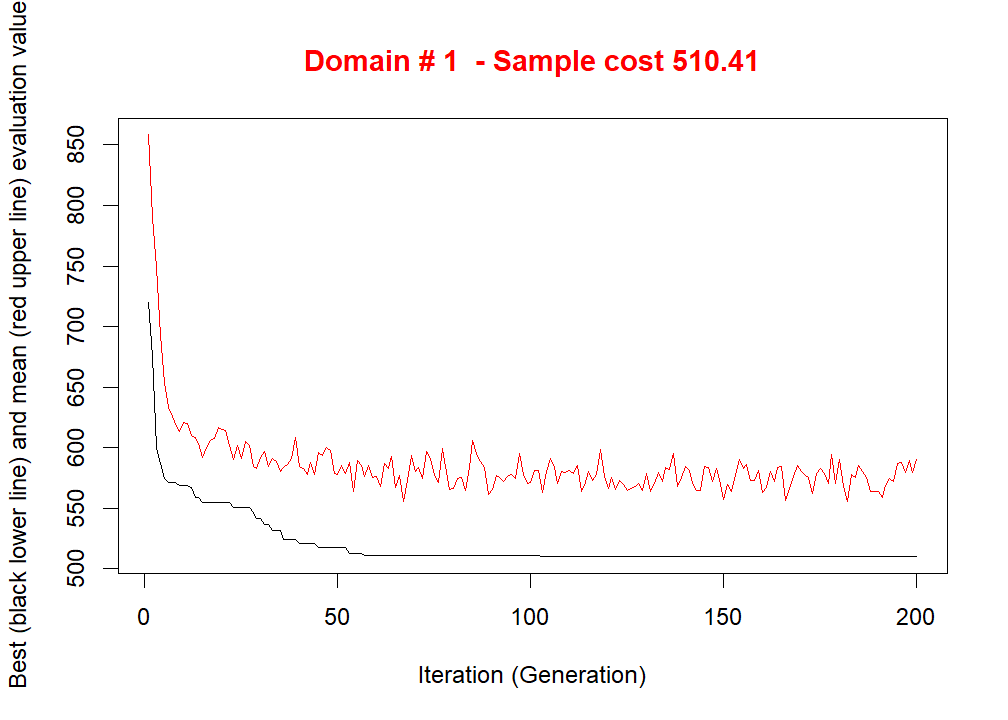 Domain # 1  - Sample cost 510.41
Best (black lower line) and mean (red upper line) evaluation value
850
800
750
700
650
600
550
500
0 50 100 150 200
Iteration (Generation)